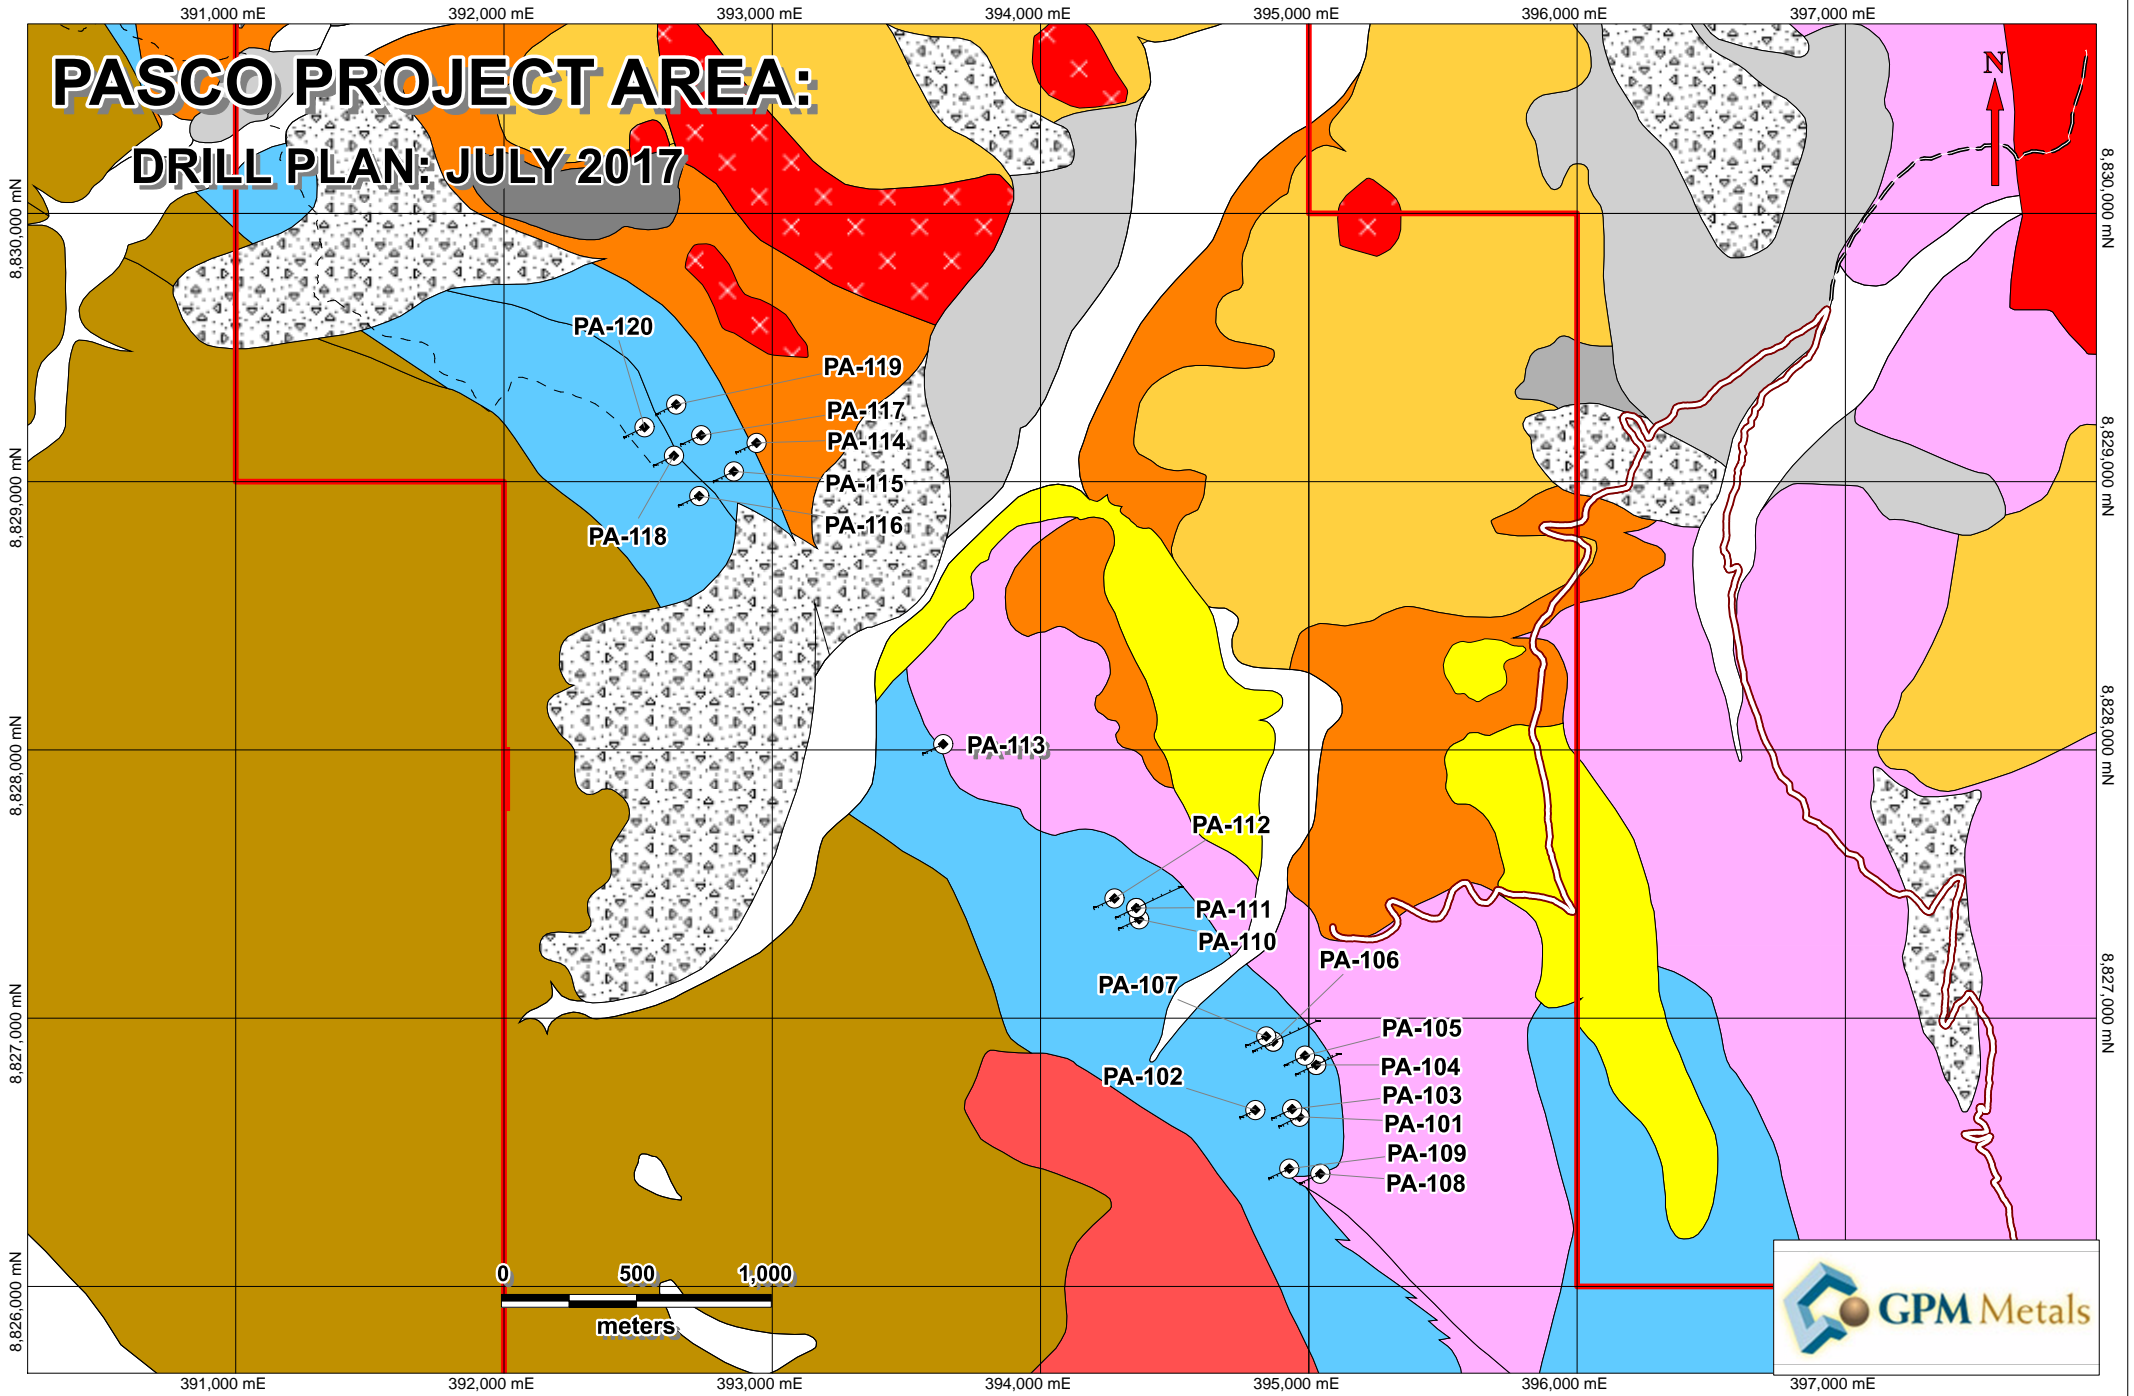 391,000 mE
392,000 mE
393,000 mE
394,000 mE
395,000 mE
396,000 mE
397,000 mE
PASCO PROJECT AREA:
DRILL PLAN: JULY 2017
N
8,830,000 mN
8,830,000 mN
PA-120
PA-119
PA-117
PA-114
PA-115
PA-116
PA-118
8,829,000 mN
8,829,000 mN
PA-113
8,828,000 mN
8,828,000 mN
PA-112
PA-111
PA-110
PA-106
PA-107
PA-105
PA-104
PA-102
PA-103
PA-101
PA-109
PA-108
8,827,000 mN
8,827,000 mN
8,826,000 mN
0 500 1,000
meters
GPM Metals
391,000 mE
392,000 mE
393,000 mE
394,000 mE
395,000 mE
396,000 mE
397,000 mE